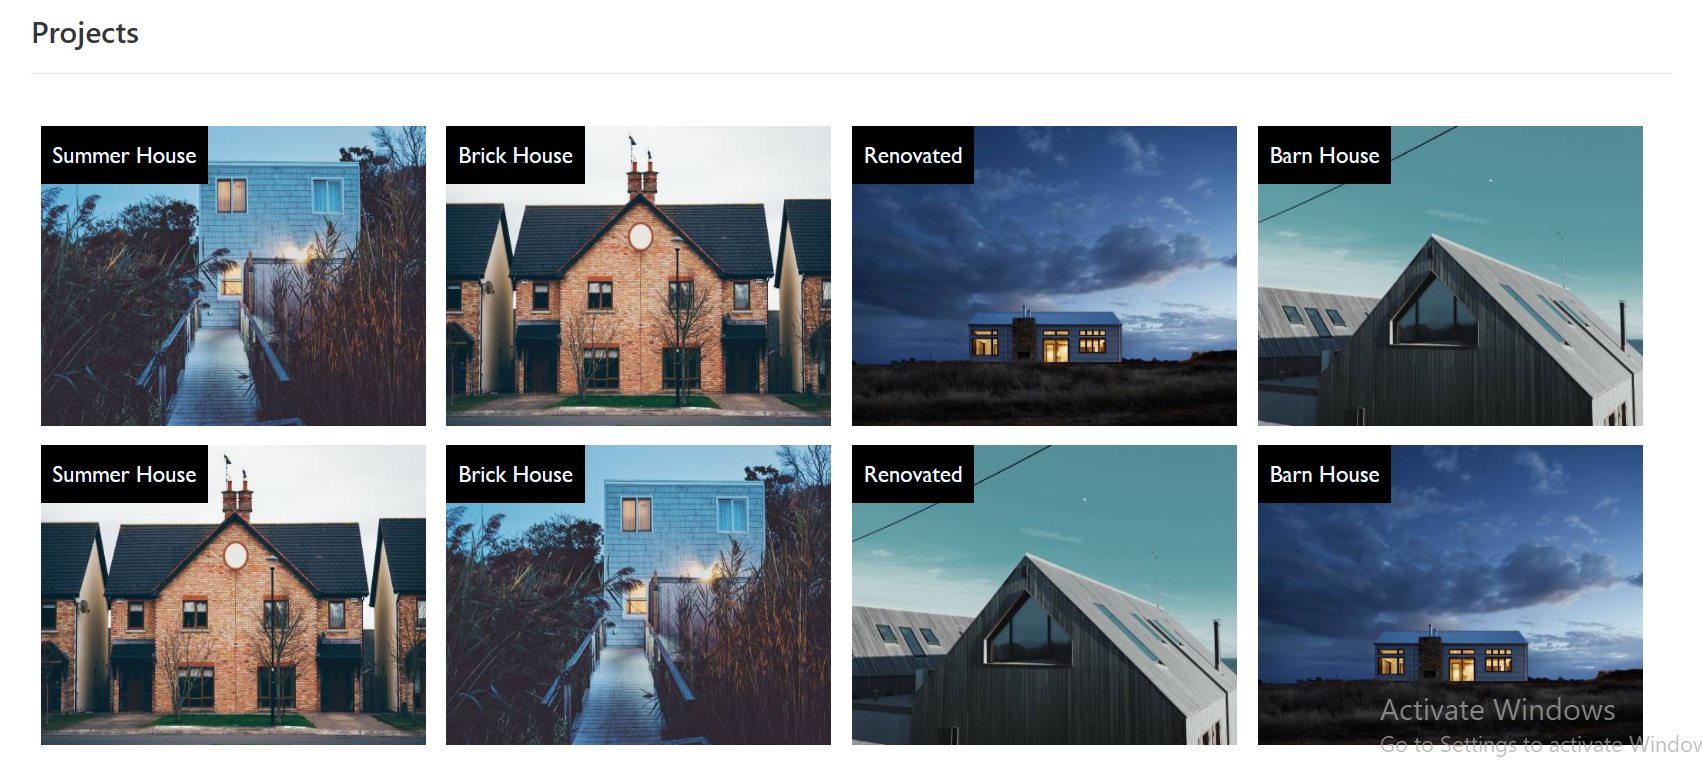 Projects
Summer House
Brick House
Renovated
Barn House
Summer House
Brick House
Renovated
Barn House
Activate Windows
Go to Settings to activate Window